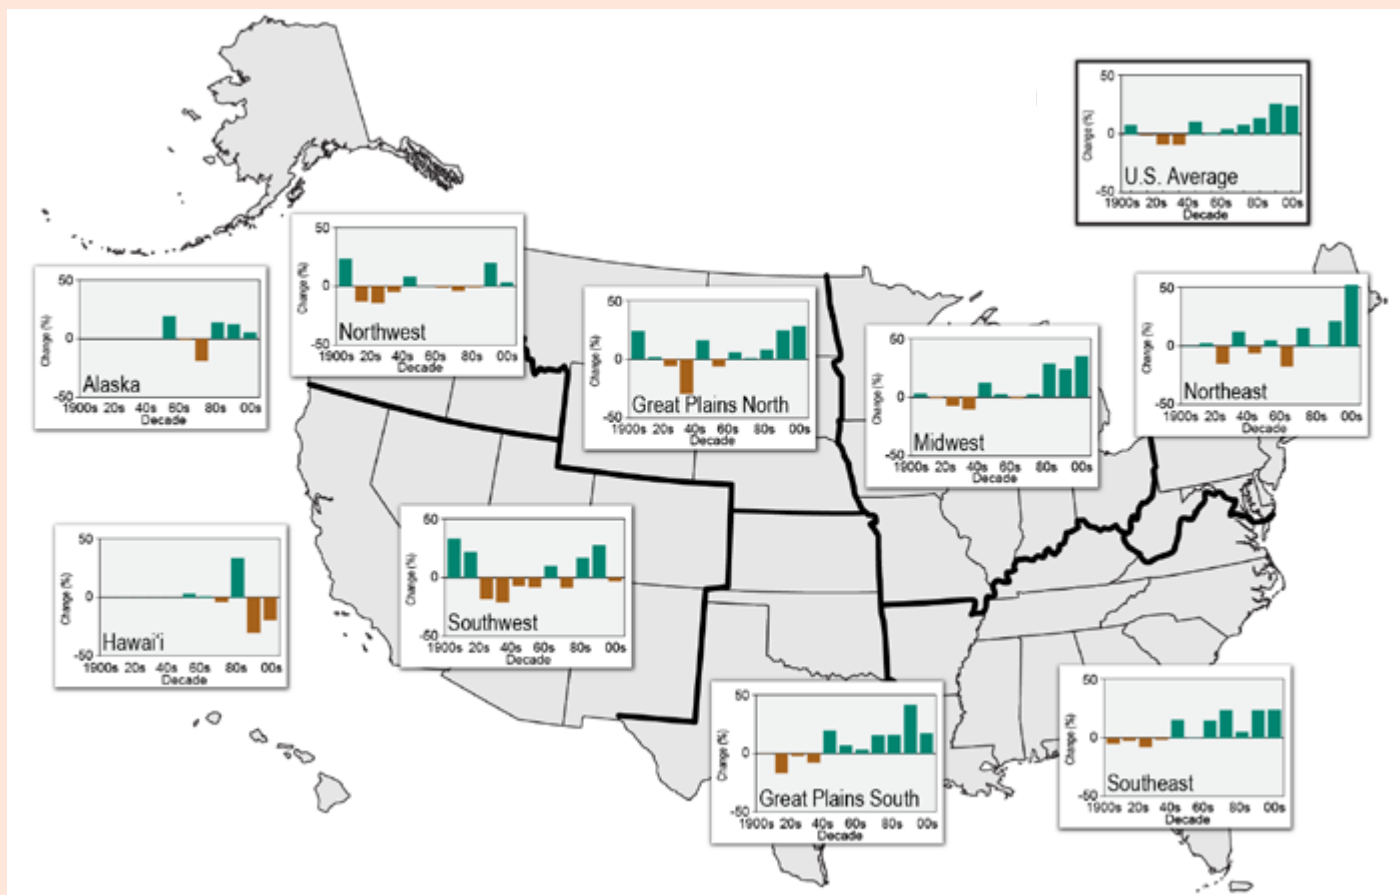 50
0
-50
Change (%)
U.S. Average
1900s 20s 40s 60s 80s 00s
Decade
50
0
-50
Change (%)
Northwest
1900s 20s 40s 60s 80s 00s
Decade
50
0
-50
Change (%)
Alaska
1900s 20s 40s 60s 80s 00s
Decade
50
0
-50
Change (%)
Great Plains North
1900s 20s 40s 60s 80s 00s
Decade
50
0
-50
Change (%)
Midwest
1900s 20s 40s 60s 80s 00s
Decade
50
0
-50
Change (%)
Northeast
1900s 20s 40s 60s 80s 00s
Decade
50
0
-50
Change (%)
Hawai'i
1900s 20s 40s 60s 80s 00s
Decade
50
0
-50
Change (%)
Southwest
1900s 20s 40s 60s 80s 00s
Decade
50
0
-50
Change (%)
Great Plains South
1900s 20s 40s 60s 80s 00s
Decade
50
0
-50
Change (%)
Southeast
1900s 20s 40s 60s 80s 00s
Decade